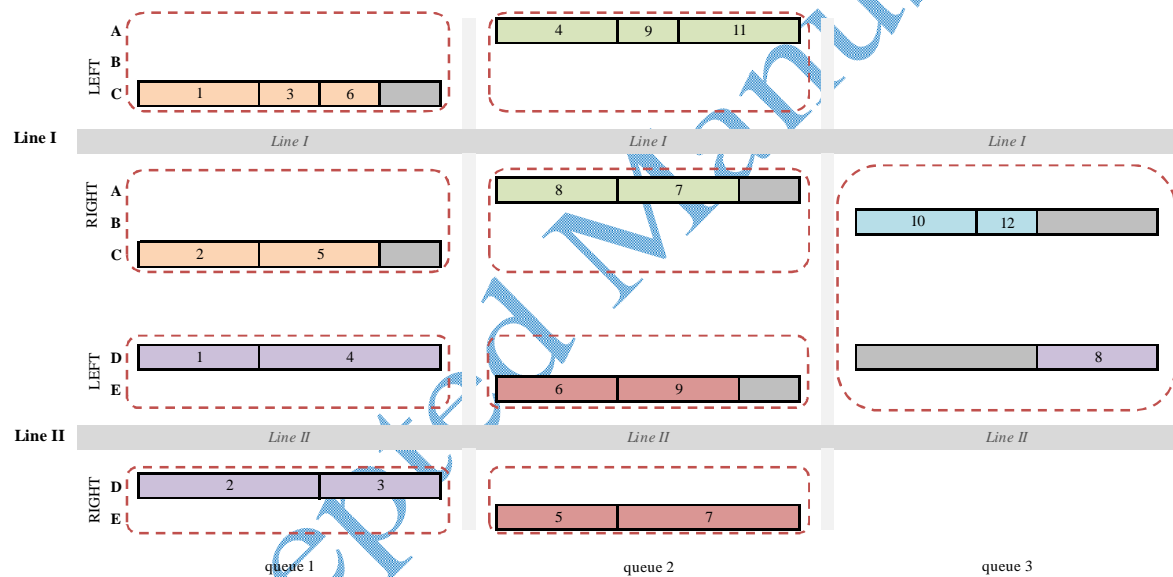 A 4 9 11
LEFT B
C 1 3 6
Line I Line I Line I Line I
RIGHT A 8 7
B 10 12
C 2 5
LEFT D 1 4 8
E 6 9
Line II Line II Line II Line II
RIGHT D 2 3
E 5 7
queue 1 queue 2 queue 3